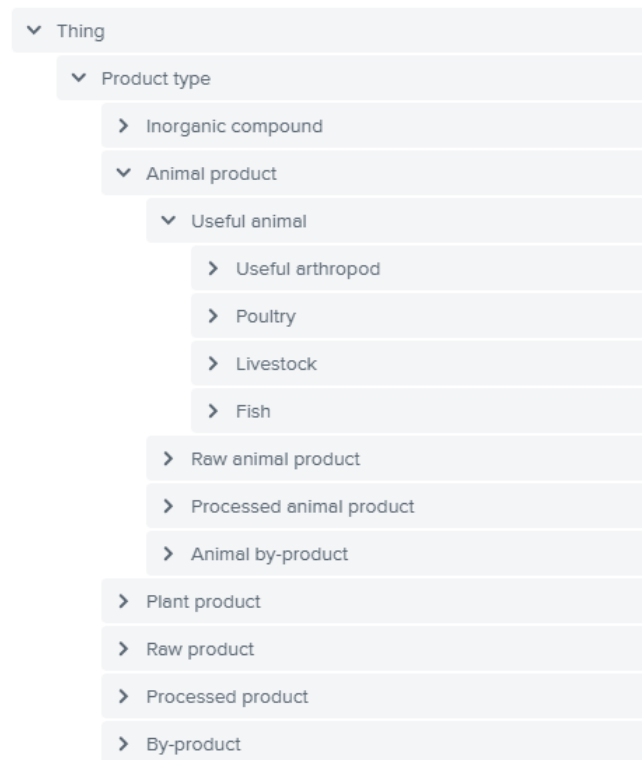 Thing
Product type
Inorganic compound
Animal product
Useful animal
Useful arthropod
Poultry
Livestock
Fish
Raw animal product
Processed animal product
Animal by-product
Plant product
Raw product
Processed product
By-product